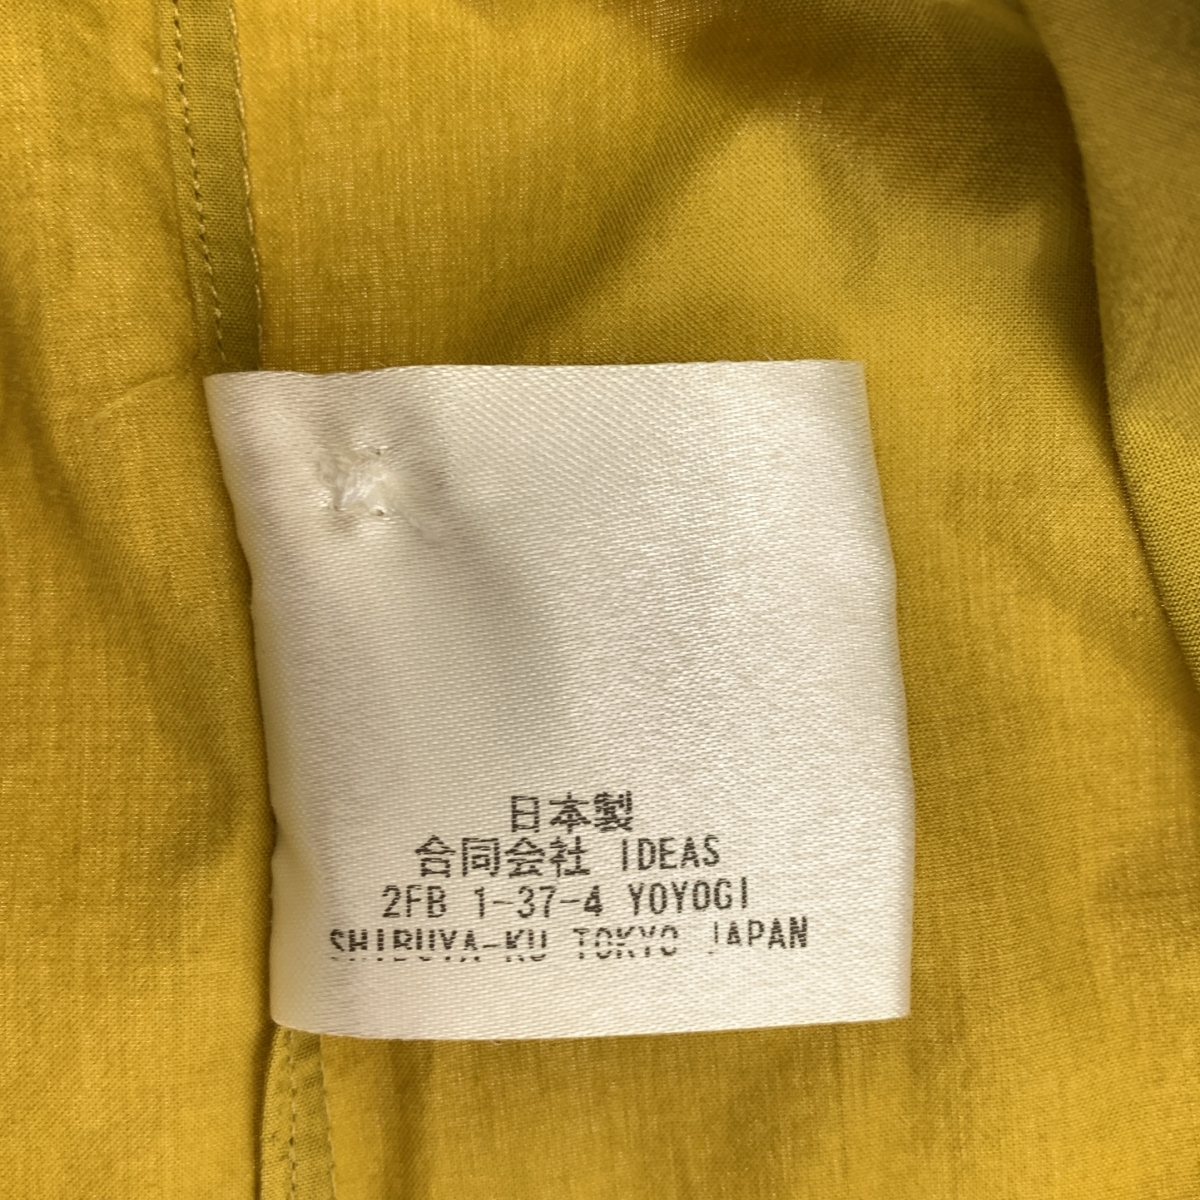 日本製
合同会社 IDEAS
2FB 1-37-4 YOYOGI
SHIBUYA-KU TOKYO JAPAN